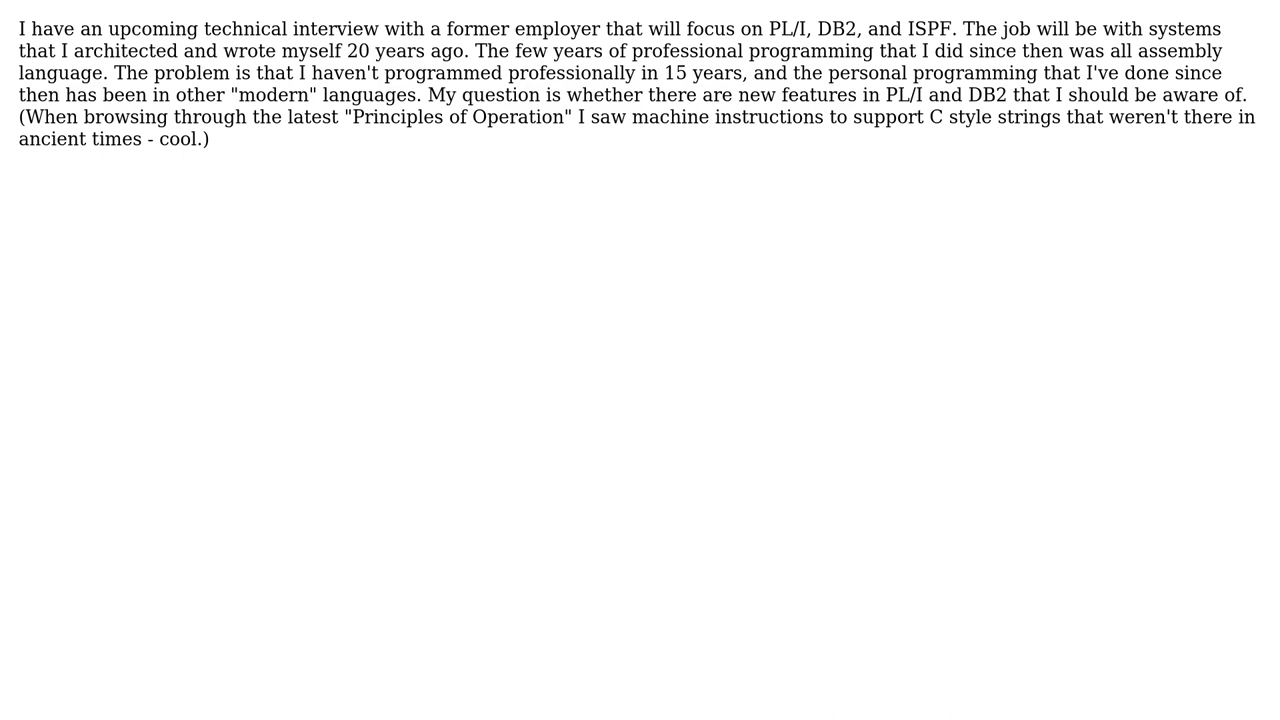 I have an upcoming technical interview with a former employer that will focus on PL/I, DB2, and ISPF. The job will be with systems
that I architected and wrote myself 20 years ago. The few years of professional programming that I did since then was all assembly
language. The problem is that I haven't programmed professionally in 15 years, and the personal programming that I've done since
then has been in other "modern" languages. My question is whether there are new features in PL/I and DB2 that I should be aware of.
(When browsing through the latest "Principles of Operation" I saw machine instructions to support C style strings that weren't there in
ancient times - cool.)